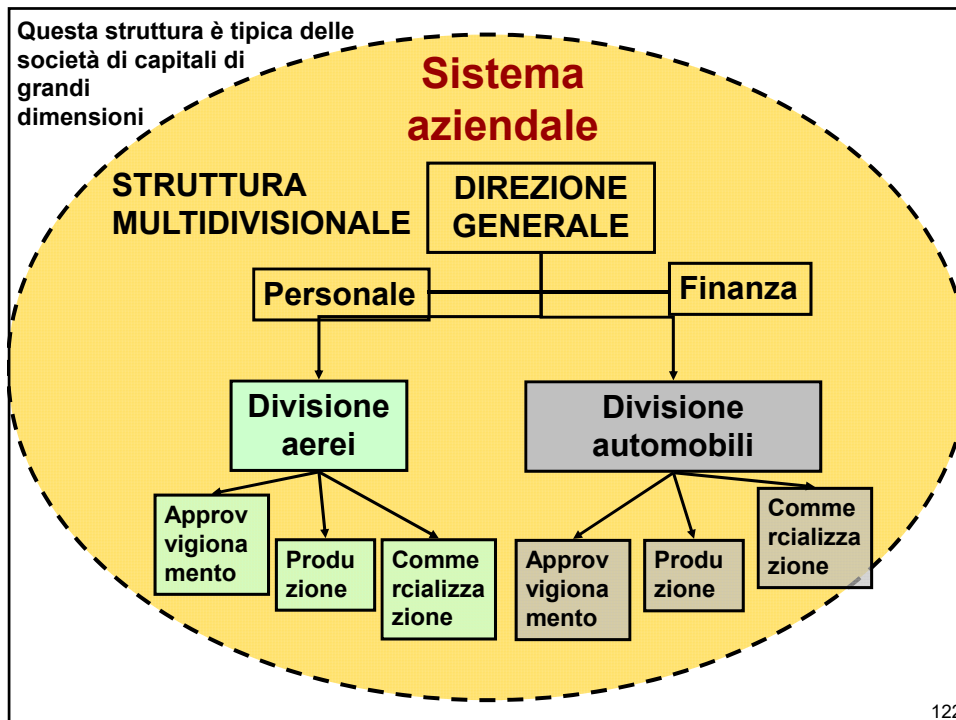 Questa struttura è tipica delle
società di capitali di
grandi
dimensioni
Sistema
aziendale
STRUTTURA
MULTIDIVISIONALE
DIREZIONE
GENERALE
Personale
Finanza
Divisione
aerei
Divisione
automobili
Approv
vigiona
mento
Produ
zione
Comme
rcializza
zione
Approv
vigiona
mento
Produ
zione
Comme
rcializza
zione
122